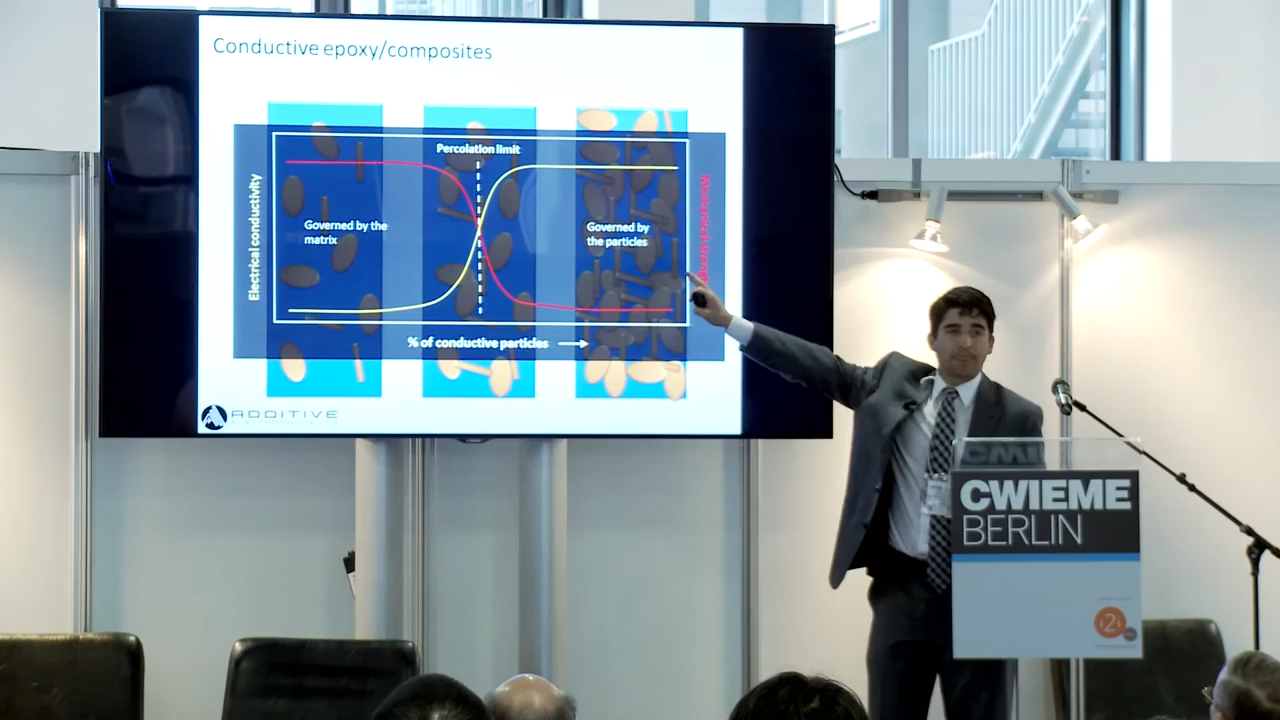 Conductive epoxy/composites
Percolation limit
Electrical conductivity
Governed by the
matrix
Governed by
the particles
Mechanical
% of conductive particles
ADDITIVE
CWIEME
BERLIN